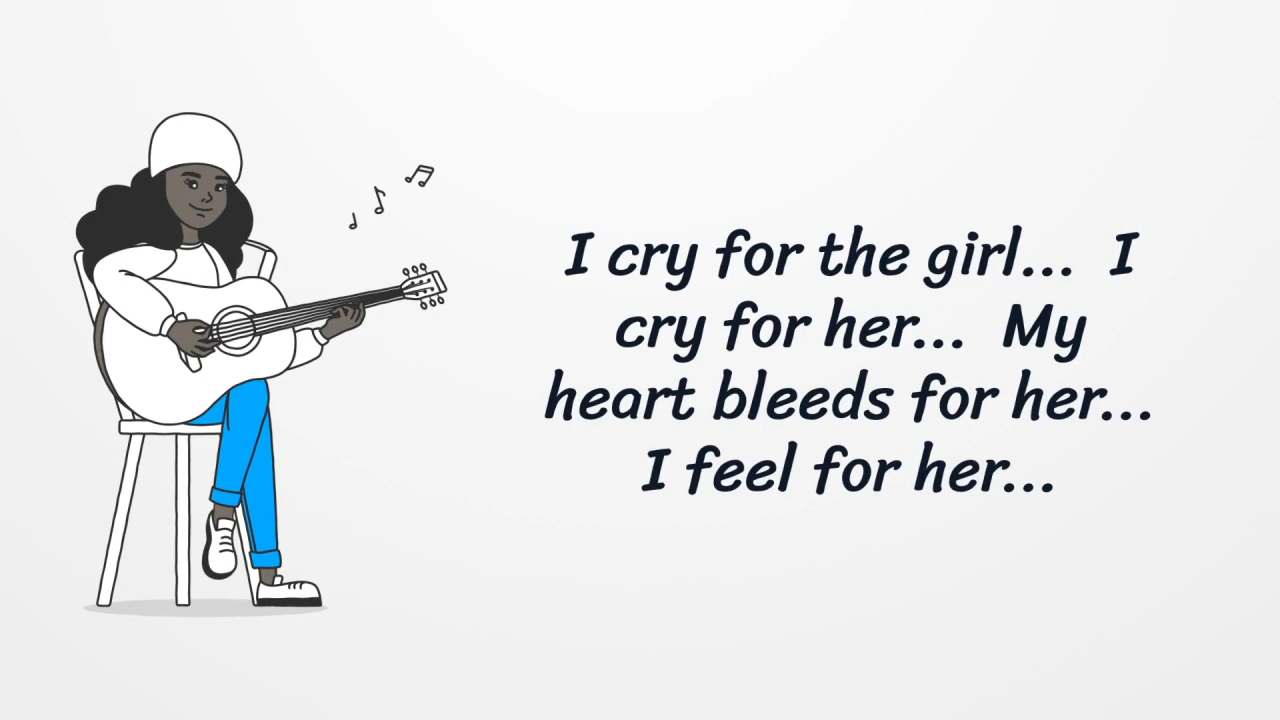 I cry for the girl...  I
cry for her...  My
heart bleeds for her...
I feel for her...